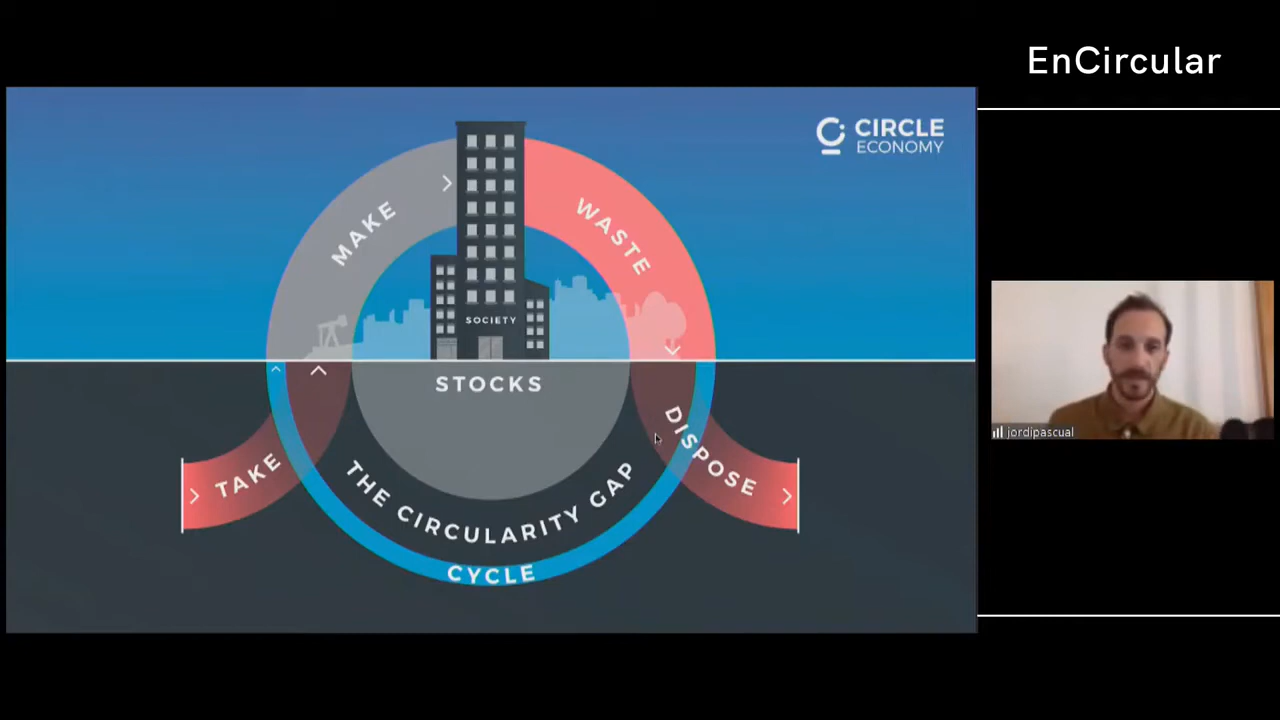 EnCircular
CIRCLE
ECONOMY
MAKE
WASTE
SOCIETY
STOCKS
TAKE
DISPOSE
THE CIRCULARITY GAP
CYCLE
jordipascual